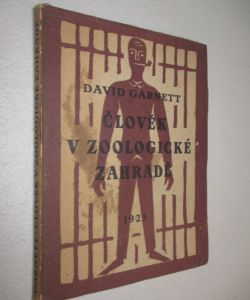 DAVID GARNETT
ČLOVĚK
V ZOOLOGICKÉ
ZAHRADĚ
1925